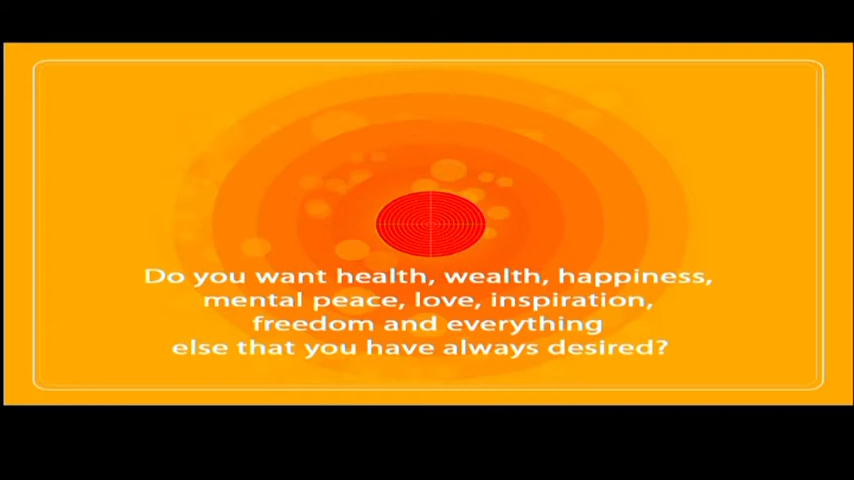 Do you want health, wealth, happiness,
mental peace, love, inspiration,
freedom and everything
else that you have always desired?